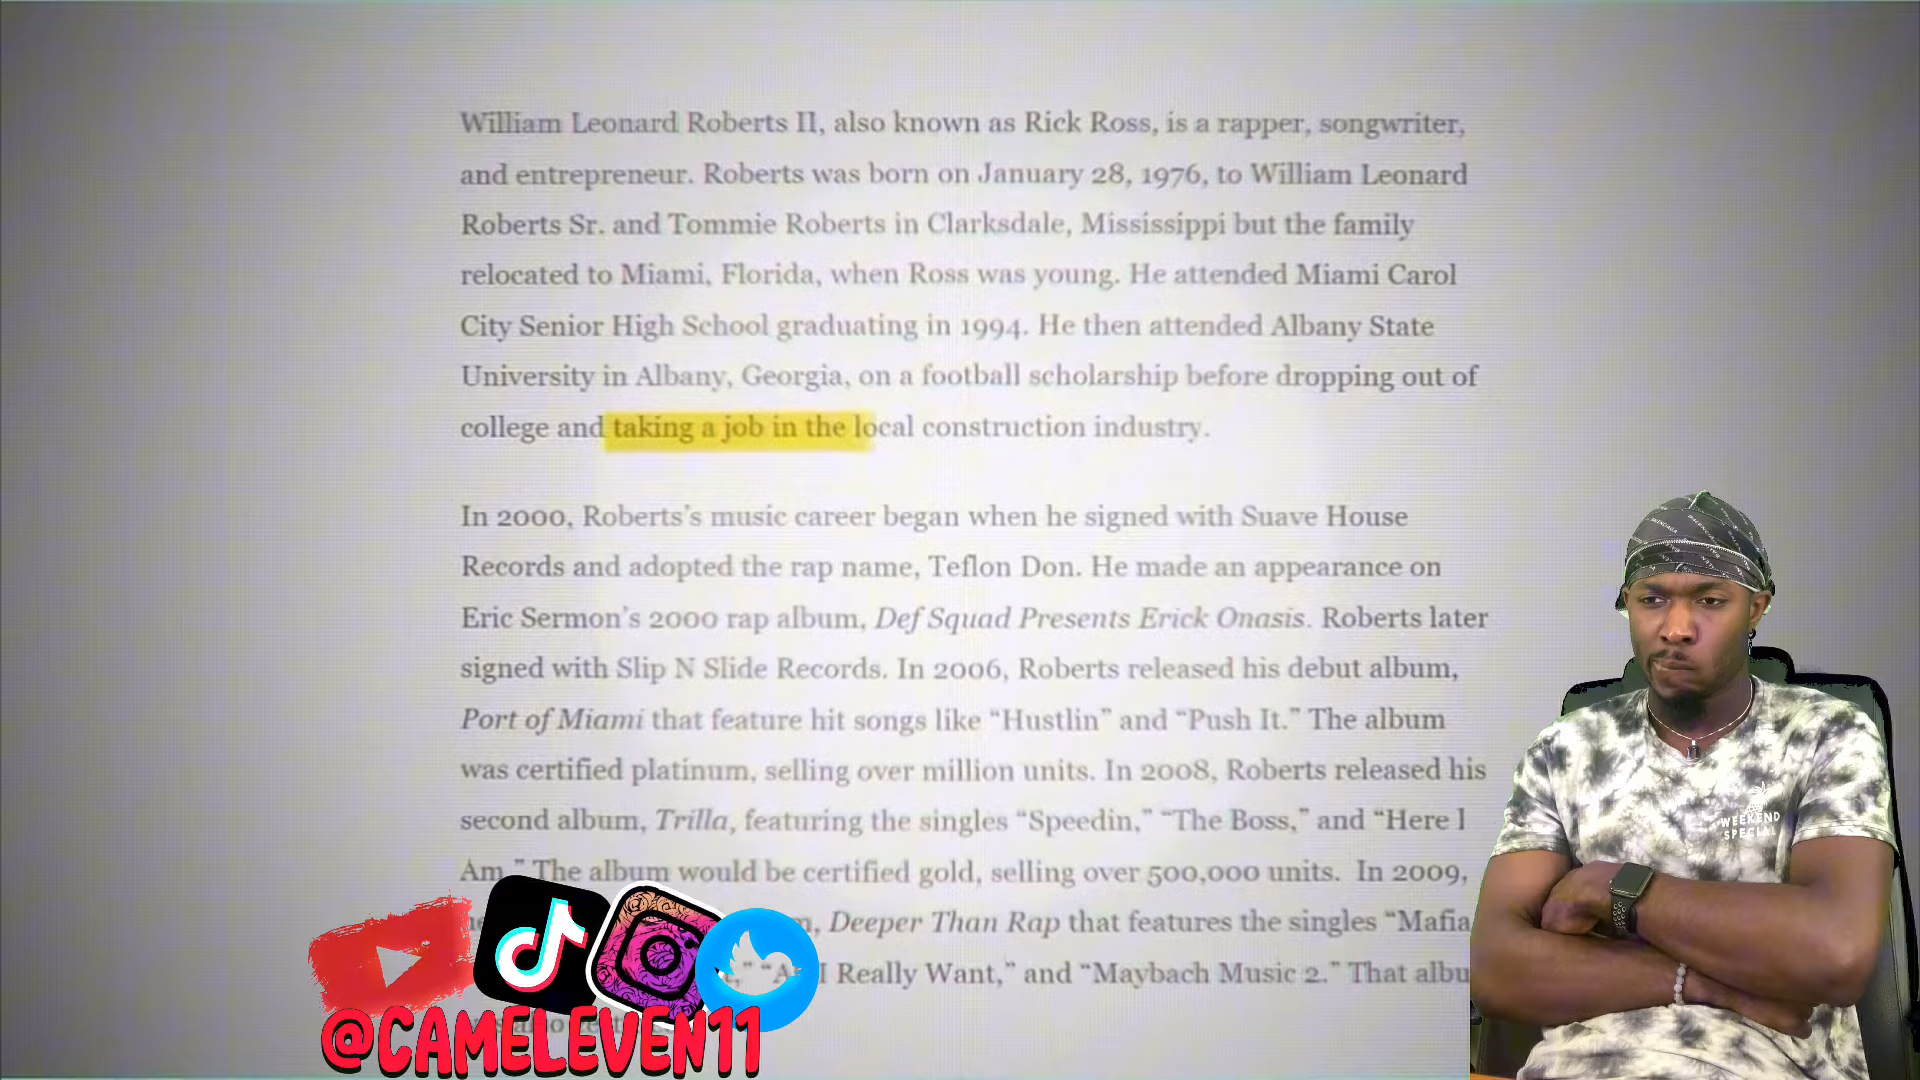 William Leonard Roberts II, also known as Rick Ross, is a rapper, songwriter,
and entrepreneur. Roberts was born on January 28, 1976, to William Leonard
Roberts Sr. and Tommie Roberts in Clarksdale, Mississippi but the family
relocated to Miami, Florida, when Ross was young. He attended Miami Carol
City Senior High School graduating in 1994. He then attended Albany State
University in Albany, Georgia, on a football scholarship before dropping out of
college and taking a job in the local construction industry.
In 2000, Roberts’s music career began when he signed with Suave House
Records and adopted the rap name, Teflon Don. He made an appearance on
Eric Sermon’s 2000 rap album, Def Squad Presents Erick Onasis. Roberts later
signed with Slip N Slide Records. In 2006, Roberts released his debut album,
Port of Miami that feature hit songs like “Hustlin” and “Push It.” The album
was certified platinum, selling over million units. In 2008, Roberts released his
second album, Trilla, featuring the singles “Speedin,” “The Boss,” and “Here I
Am.” The album would be certified gold, selling over 500,000 units. In 2009,
Deeper Than Rap that features the singles “Mafia
I Really Want,” and “Maybach Music 2.” That albu
@CAMELEVEN11
WEEKEND
SPECIAL